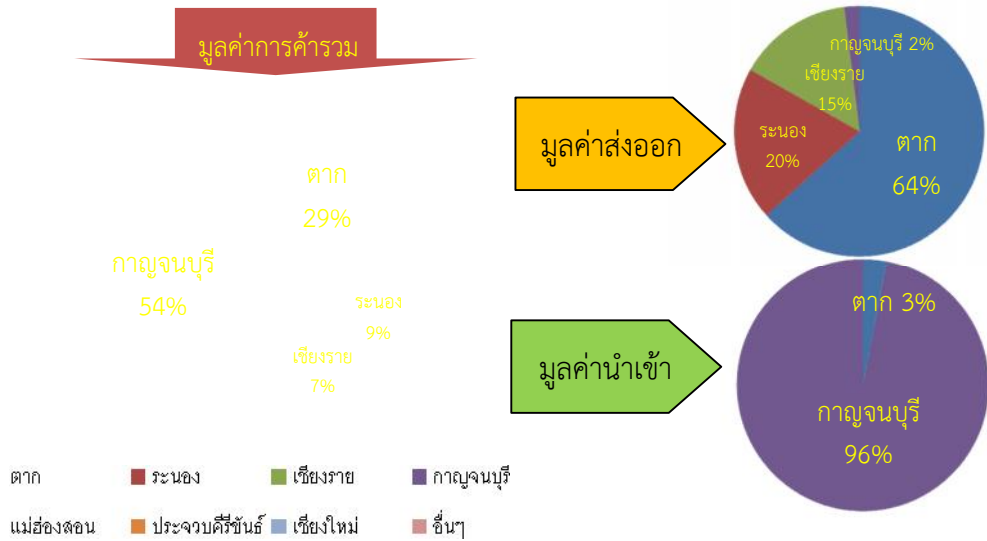 มูลค่าการค้ารวม
ตาก
29%
กาญจนบุรี
54%
ระนอง
9%
เชียงราย
7%
มูลค่าส่งออก
กาญจนบุรี 2%
เชียงราย
15%
ระนอง
20%
ตาก
64%
มูลค่านำเข้า
ตาก 3%
กาญจนบุรี
96%
ตาก
ระนอง
เชียงราย
กาญจนบุรี
แม่ฮ่องสอน
ประจวบคีรีขันธ์
เชียงใหม่
อื่นๆ